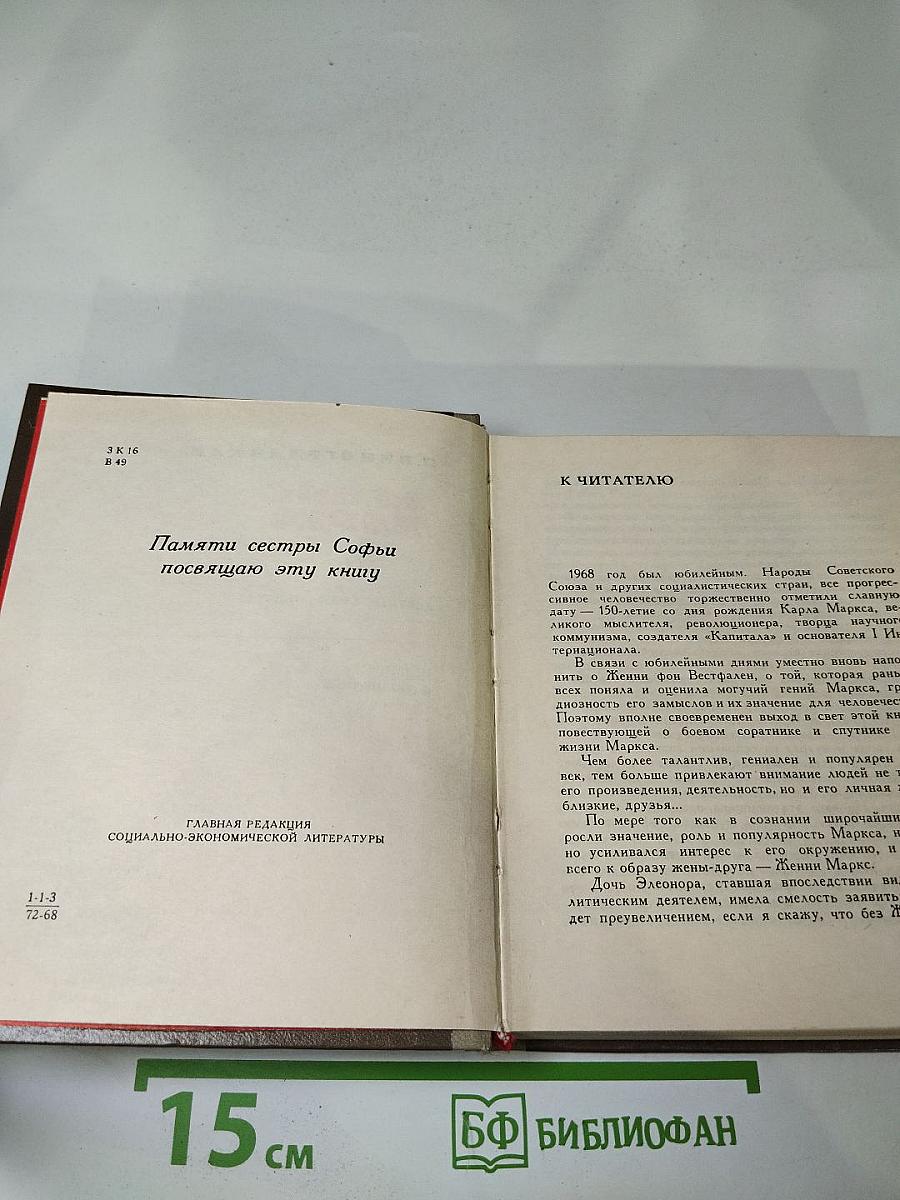 3 К 16
В 49
Памяти сестры Софьи
посвящаю эту книгу
ГЛАВНАЯ РЕДАКЦИЯ
СОЦИАЛЬНО-ЭКОНОМИЧЕСКОЙ ЛИТЕРАТУРЫ
1-1-3
72-68
К ЧИТАТЕЛЮ
1968 год был юбилейным. Народы Советского
Союза и других социалистических стран, все прогрес-
сивное человечество торжественно отметили славную
дату — 150-летие со дня рождения Карла Маркса, ве-
ликого мыслителя, революционера, творца научного
коммунизма, создателя «Капитала» и основателя I Ин
тернационала.
В связи с юбилейными днями уместно вновь напо
нить о Женни фон Вестфален, о той, которая рань
всех поняла и оценила могучий гений Маркса, гр
диозность его замыслов и их значение для человечес
Поэтому вполне своевременен выход в свет этой кн
повествующей о боевом соратнике и спутнике
жизни Маркса.
Чем более талантлив, гениален и популярен
век, тем больше привлекают внимание людей не т
его произведения, деятельность, но и его личная
близкие, друзья...
По мере того как в сознании широчайши
росли значение, роль и популярность Маркса, н
но усиливался интерес к его окружению, и
всего к образу жены-друга — Женни Маркс.
Дочь Элеонора, ставшая впоследствии ви
литическим деятелем, имела смелость заявить
дет преувеличением, если я скажу, что без Ж
15 см
БФ БИБЛИОФАН